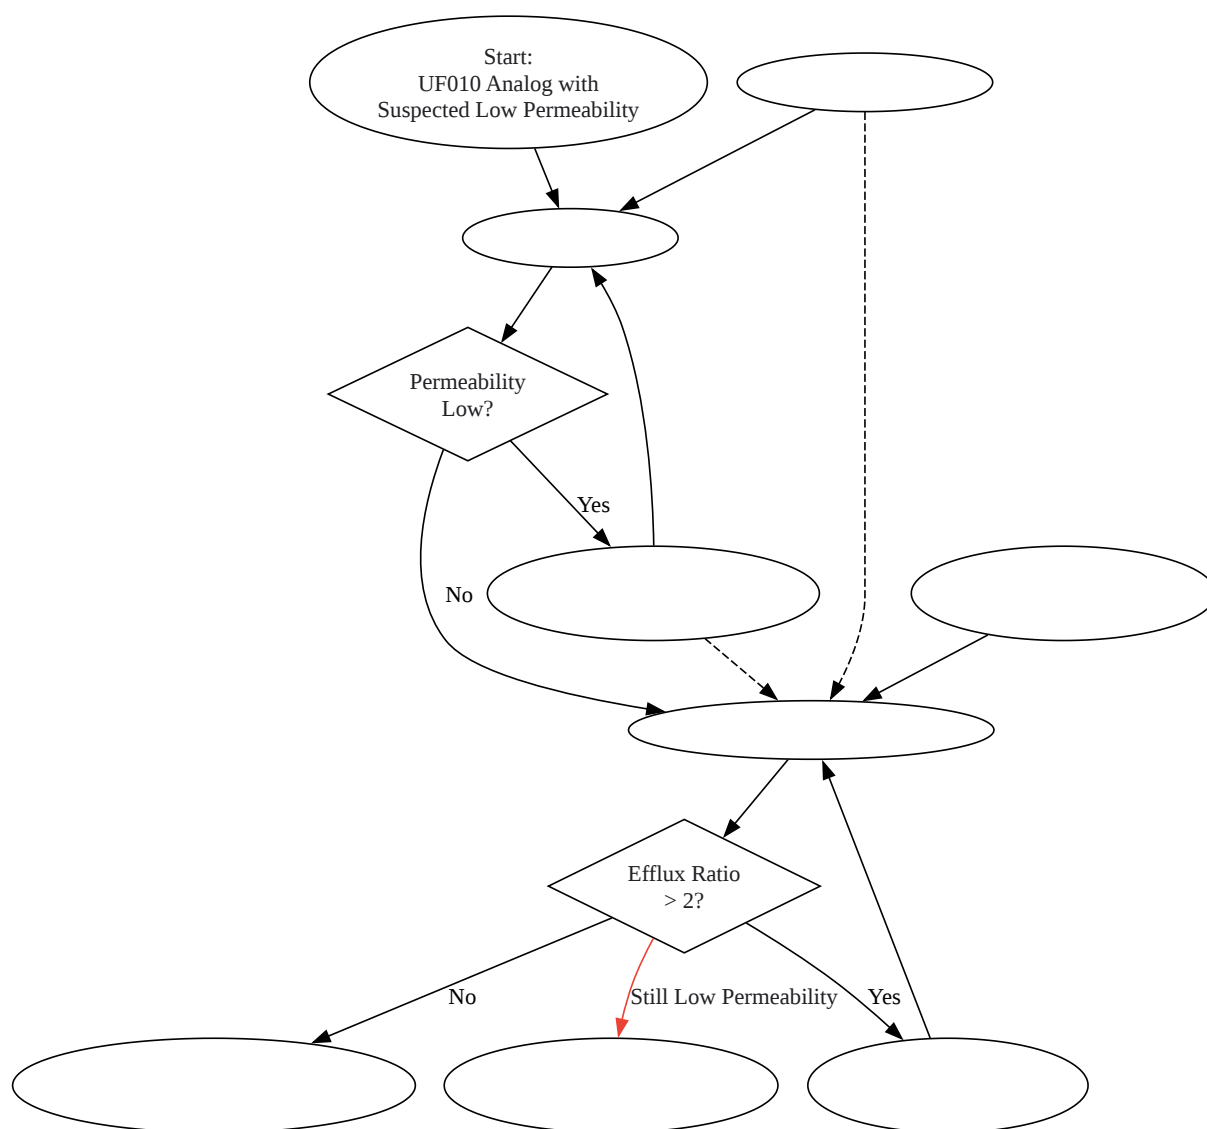 Start:
UF010 Analog with
Suspected Low Permeability
Permeability
Low?
Yes
No
Efflux Ratio
> 2?
No
Still Low Permeability
Yes